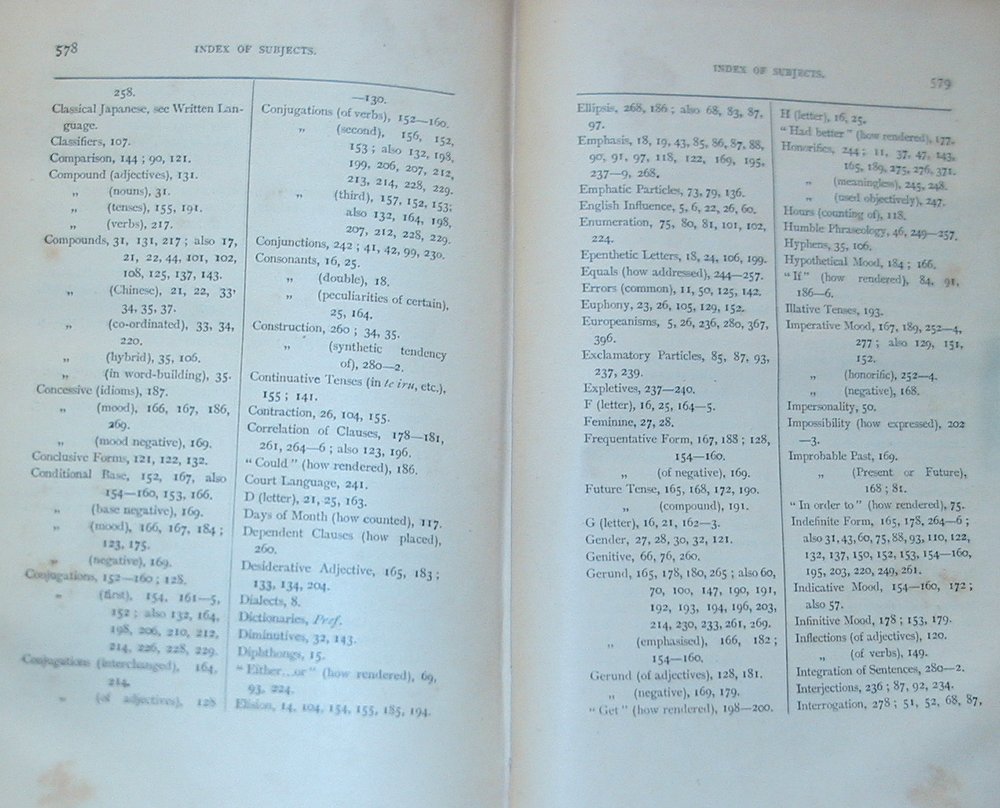 578
INDEX OF SUBJECTS.
258.
Classical Japanese, see Written Lan-
guage.
Classifiers, 107.
Comparison, 144 ; 90, 121.
Compound (adjectives), 131.
„ (nouns), 31.
„ (tenses), 155, 191.
„ (verbs), 217.
Compounds, 31, 131, 217 ; also 17,
21, 22, 44, 101, 102,
108, 125, 137, 143.
„ (Chinese), 21, 22, 33,
34, 35, 37.
„ (co-ordinated), 33, 34,
220.
„ (hybrid), 35, 106.
„ (in word-building), 35.
Concessive (idioms), 187.
„ (mood), 166, 167, 186,
269.
„ (mood negative), 169.
Conclusive Forms, 121, 122, 132.
Conditional Base, 152, 167, also
154—160, 153, 166.
„ (base negative), 169.
„ (mood), 166, 167, 184 ;
123, 175.
„ (negative), 169.
Conjugations, 152—160 ; 128.
„ (first), 154, 161—5,
152 ; also 132, 164,
198, 206, 210, 212,
214, 226, 228, 229.
Conjugations (interchanged), 164,
214.
„ (of adjectives), 128
—130.
Conjugations (of verbs), 152—160.
„ (second), 156, 152,
153 ; also 132, 198,
199, 206, 207, 212,
213, 214, 228, 229.
„ (third), 157, 152, 153;
also 132, 164, 198,
207, 212, 228, 229.
Conjunctions, 242 ; 41, 42, 99, 230.
Consonants, 16, 25.
„ (double), 18.
„ (peculiarities of certain),
25, 164.
Construction, 260 ; 34, 35.
„ (synthetic tendency
of), 280—2.
Continuative Tenses (in te iru, etc.),
155 ; 141.
Contraction, 26, 104, 155.
Correlation of Clauses, 178—181,
261, 264—6 ; also 123, 196.
“Could” (how rendered), 186.
Court Language, 241.
D (letter), 21, 25, 163.
Days of Month (how counted), 117.
Dependent Clauses (how placed),
260.
Desiderative Adjective, 165, 183 ;
133, 134, 204.
Dialects, 8.
Dictionaries, Pref.
Diminutives, 32, 143.
Diphthongs, 15.
“Either...or” (how rendered), 69,
93, 224.
Elision, 14, 104, 154, 155, 185, 194.
INDEX OF SUBJECTS.
579
Ellipsis, 268, 186 ; also 68, 83, 87,
97.
Emphasis, 18, 19, 43, 85, 86, 87, 88,
90, 91, 97, 118, 122, 169, 195,
237—9, 268.
Emphatic Particles, 73, 79, 136.
English Influence, 5, 6, 22, 26, 60.
Enumeration, 75, 80, 81, 101, 102,
224.
Epenthetic Letters, 18, 24, 106, 199.
Equals (how addressed), 244—257.
Errors (common), 11, 50, 125, 142.
Euphony, 23, 26, 105, 129, 152.
Europeanisms, 5, 26, 236, 280, 367,
396.
Exclamatory Particles, 85, 87, 93,
237, 239.
Expletives, 237—240.
F (letter), 16, 25, 164—5.
Feminine, 27, 28.
Frequentative Form, 167, 188 ; 128,
154—160.
„ (of negative), 169.
Future Tense, 165, 168, 172, 190.
„ (compound), 191.
G (letter), 16, 21, 162—3.
Gender, 27, 28, 30, 32, 121.
Genitive, 66, 76, 260.
Gerund, 165, 178, 180, 265 ; also 60,
70, 100, 147, 190, 191,
192, 193, 194, 196, 203,
214, 230, 233, 261, 269.
„ (emphasised), 166, 182 ;
154—160.
Gerund (of adjectives), 128, 181.
„ (negative), 169, 179.
“Get” (how rendered), 198—200.
H (letter), 16, 25.
“Had better” (how rendered), 177.
Honorifics, 244 ; 11, 37, 47, 143,
165, 189, 275, 276, 371.
„ (meaningless), 245, 248.
„ (used objectively), 247.
Hours (counting of), 118.
Humble Phraseology, 46, 249—257.
Hyphens, 35, 106.
Hypothetical Mood, 184 ; 166.
“If” (how rendered), 84, 91,
186—6.
Illative Tenses, 193.
Imperative Mood, 167, 189, 252—4,
277 ; also 129, 151,
152.
„ (honorific), 252—4.
„ (negative), 168.
Impersonality, 50.
Impossibility (how expressed), 202
—3.
Improbable Past, 169.
„ (Present or Future),
168 ; 81.
“In order to” (how rendered), 75.
Indefinite Form, 165, 178, 264—6 ;
also 31, 43, 60, 75, 88, 93, 110, 122,
132, 137, 150, 152, 153, 154—160,
195, 203, 220, 249, 261.
Indicative Mood, 154—160, 172 ;
also 57.
Infinitive Mood, 178 ; 153, 179.
Inflections (of adjectives), 120.
„ (of verbs), 149.
Integration of Sentences, 280—2.
Interjections, 236 ; 87, 92, 234.
Interrogation, 278 ; 51, 52, 68, 87,